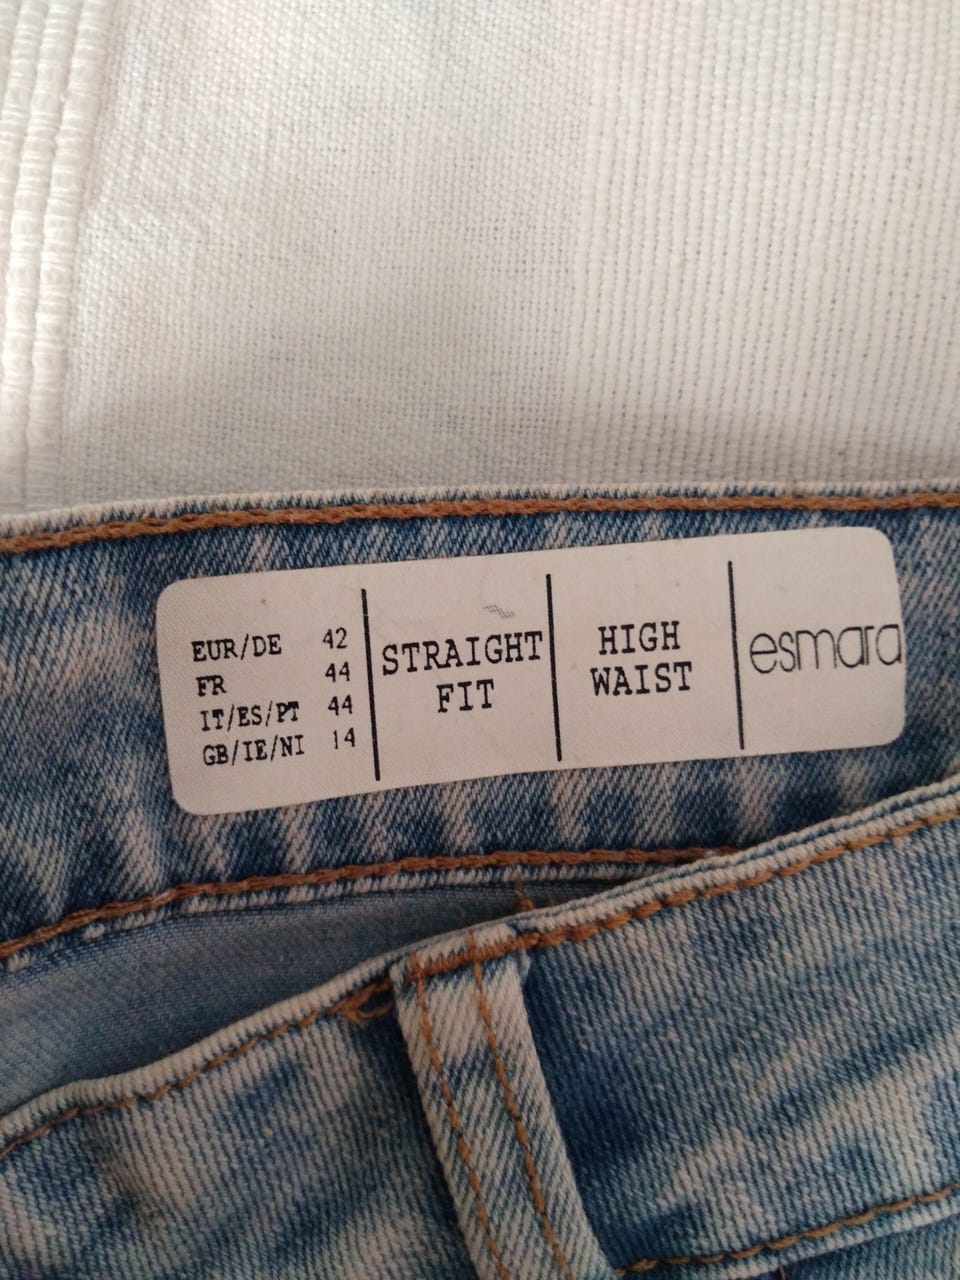 EUR/DE 42
FR 44
IT/ES/PT 44
GB/IE/NI 14
STRAIGHT
FIT
HIGH
WAIST
esmara